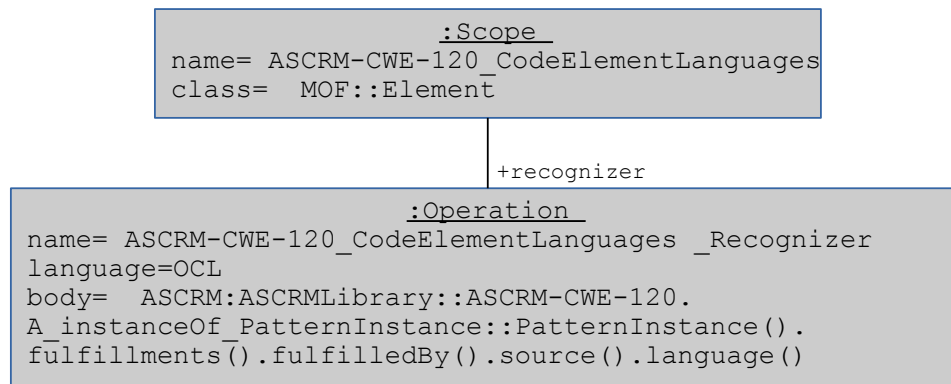 :Scope
name= ASCRM-CWE-120_CodeElementLanguages
class=  MOF::Element
+recognizer
:Operation
name= ASCRM-CWE-120_CodeElementLanguages _Recognizer
language=OCL
body=  ASCRM:ASCRMLibrary::ASCRM-CWE-120.
A_instanceOf_PatternInstance::PatternInstance().
fulfillments().fulfilledBy().source().language()